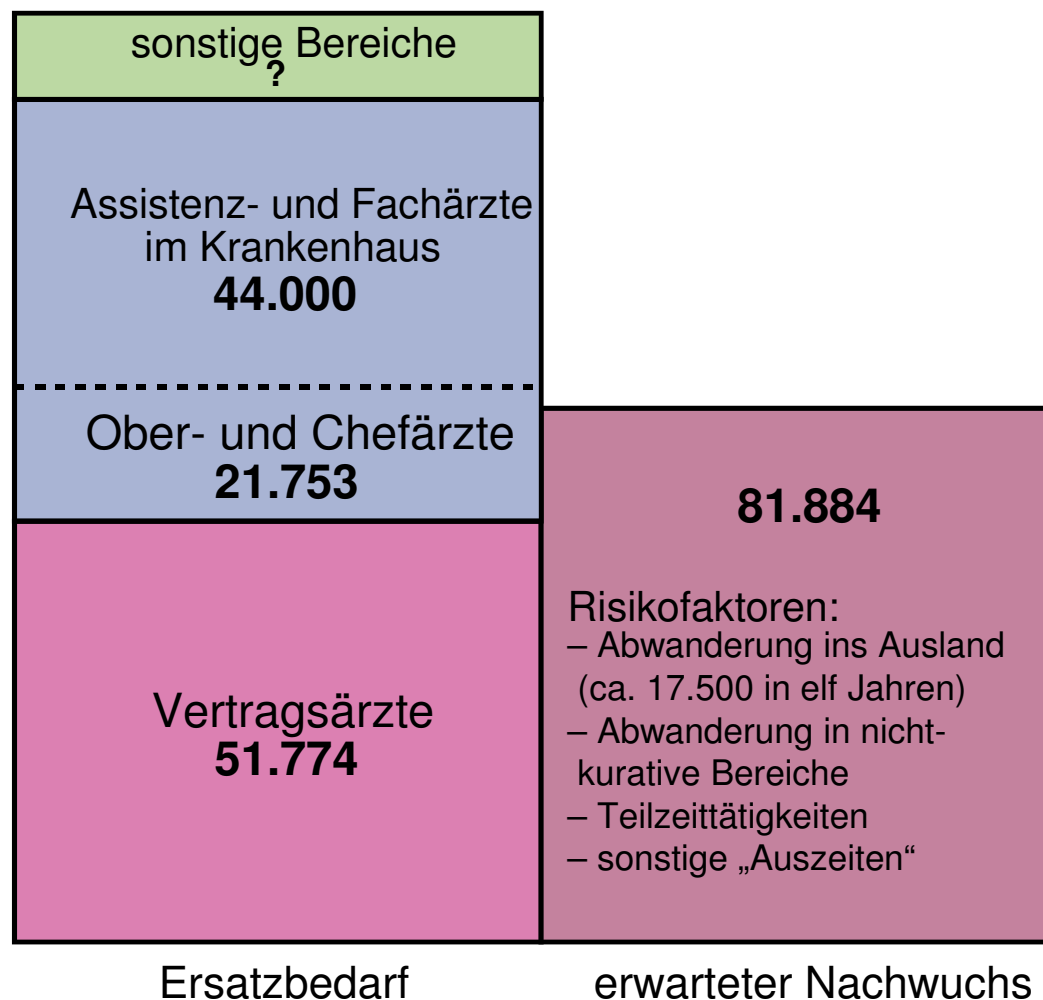 sonstige Bereiche
?
Assistenz- und Fachärzte
im Krankenhaus
44.000
Ober- und Chefärzte
21.753
Vertragsärzte
51.774
Ersatzbedarf
81.884
Risikofaktoren:
– Abwanderung ins Ausland
(ca. 17.500 in elf Jahren)
– Abwanderung in nicht-
kurative Bereiche
– Teilzeittätigkeiten
– sonstige „Auszeiten“
erwarteter Nachwuchs